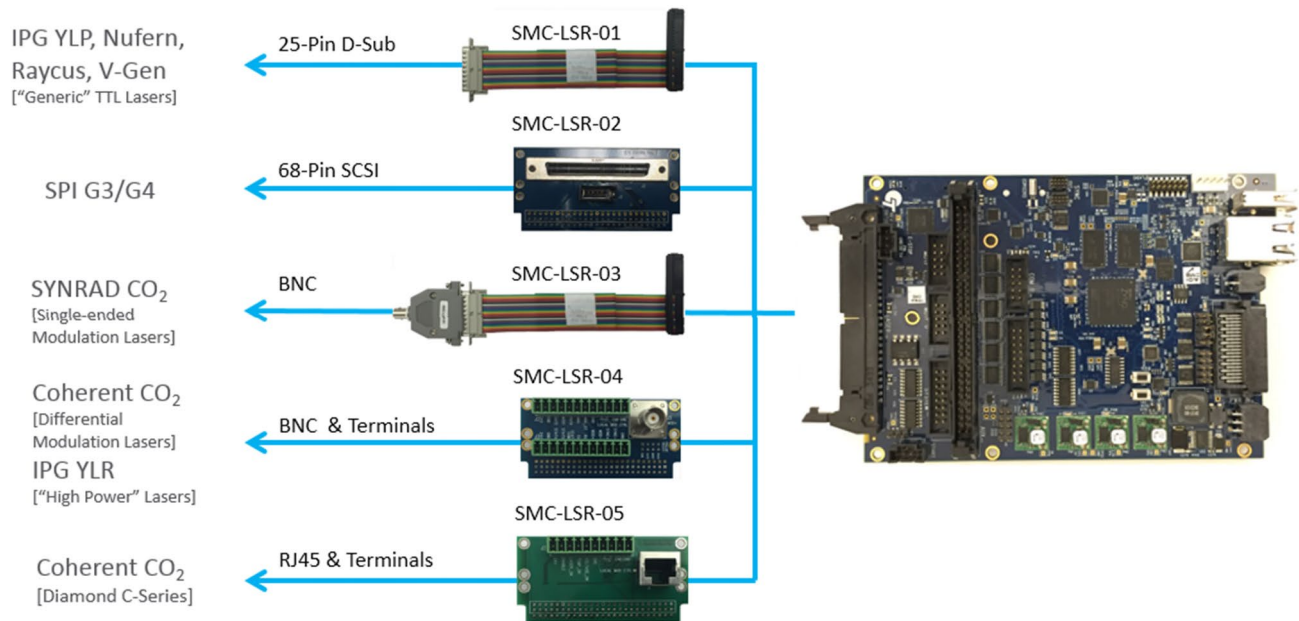 IPG YLP, Nufern,
Raycus, V-Gen
["Generic" TTL Lasers]
25-Pin D-Sub
SMC-LSR-01
SPI G3/G4
68-Pin SCSI
SMC-LSR-02
SYNRAD CO₂
[Single-ended
Modulation Lasers]
BNC
SMC-LSR-03
Coherent CO₂
[Differential
Modulation Lasers]
IPG YLR
["High Power" Lasers]
BNC & Terminals
SMC-LSR-04
Coherent CO₂
[Diamond C-Series]
RJ45 & Terminals
SMC-LSR-05